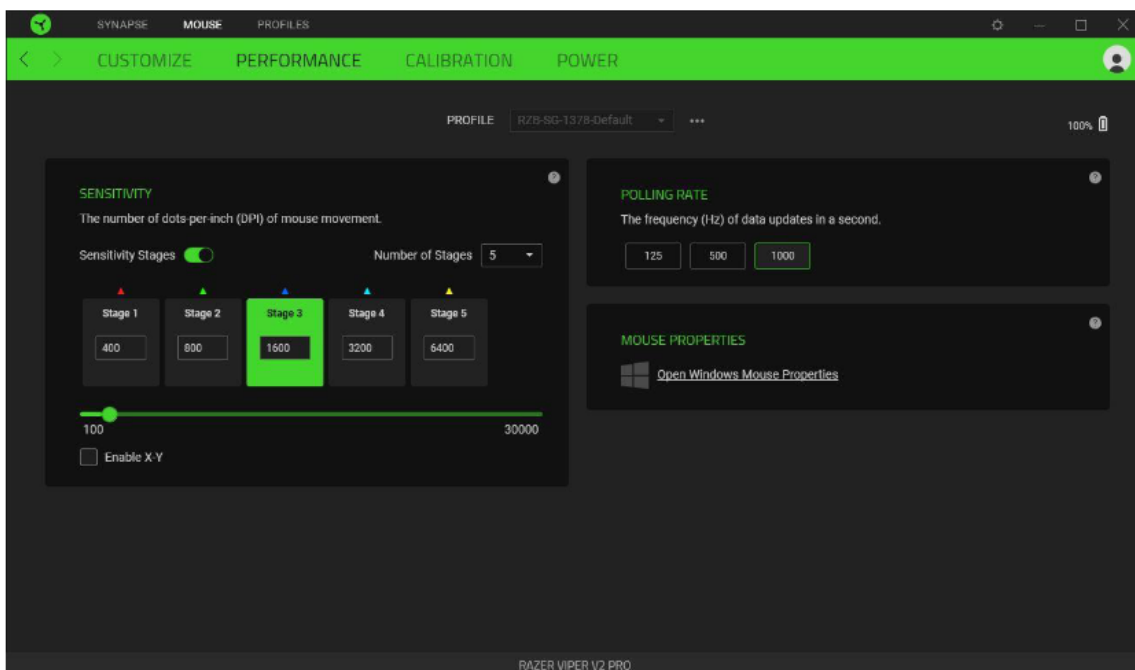 SYNAPSE MOUSE PROFILES
CUSTOMIZE PERFORMANCE CALIBRATION POWER
PROFILE RZB-SG-1378-Default
100%
SENSITIVITY
The number of dots-per-inch (DPI) of mouse movement.
Sensitivity Stages Number of Stages 5
Stage 1 Stage 2 Stage 3 Stage 4 Stage 5
400 800 1600 3200 6400
100 30000
Enable X-Y
POLLING RATE
The frequency (Hz) of data updates in a second.
125 500 1000
MOUSE PROPERTIES
Open Windows Mouse Properties
RAZER VIPER V2 PRO